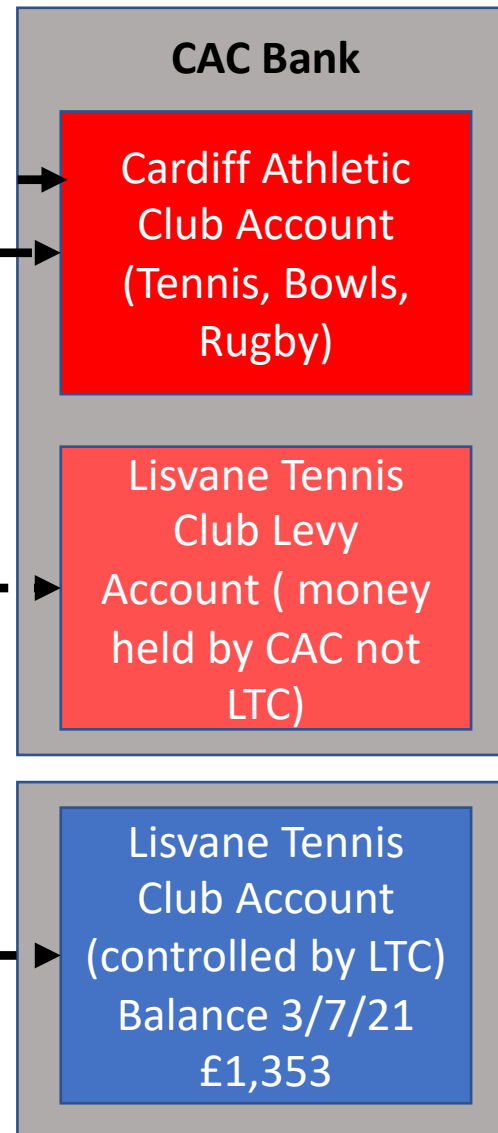 CAC Bank
Cardiff Athletic
Club Account
(Tennis, Bowls,
Rugby)
Lisvane Tennis
Club Levy
Account ( money
held by CAC not
LTC)
Lisvane Tennis
Club Account
(controlled by LTC)
Balance 3/7/21
£1,353